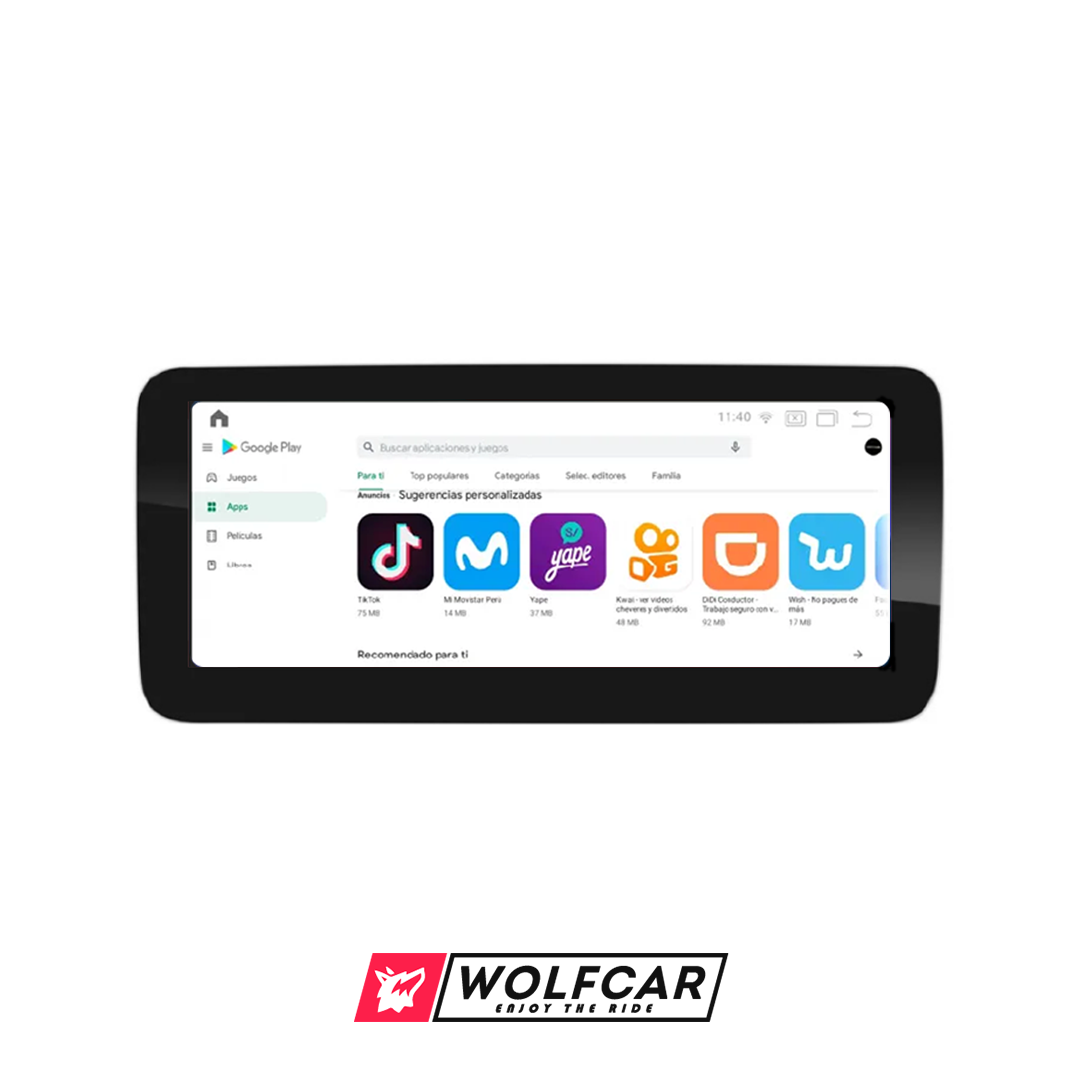 11:40
Google Play
Buscar aplicaciones y juegos
Juegos
Para ti Top populares Categorías Selec. editores Familia
Anuncios · Sugerencias personalizadas
Apps
Películas
yape
TikTok
75 MB
Mi Movistar Perú
14 MB
Yape
37 MB
Kwai - ver videos
cheveres y divertidos
48 MB
DiDi Conductor -
Trabajo seguro con v...
92 MB
Wish - No pagues de
más
17 MB
Recomendado para ti
WOLFCAR
ENJOY THE RIDE